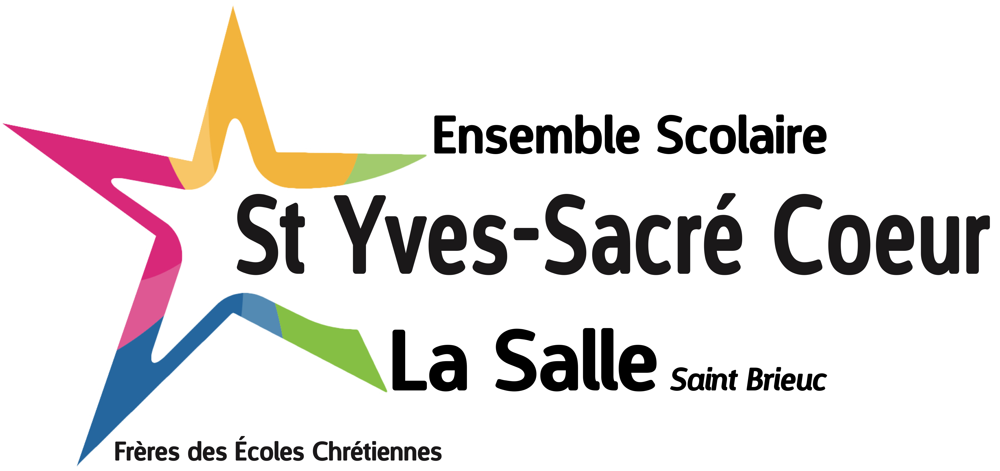 Ensemble Scolaire
St Yves-Sacré Coeur
La Salle Saint Brieuc
Frères des Écoles Chrétiennes